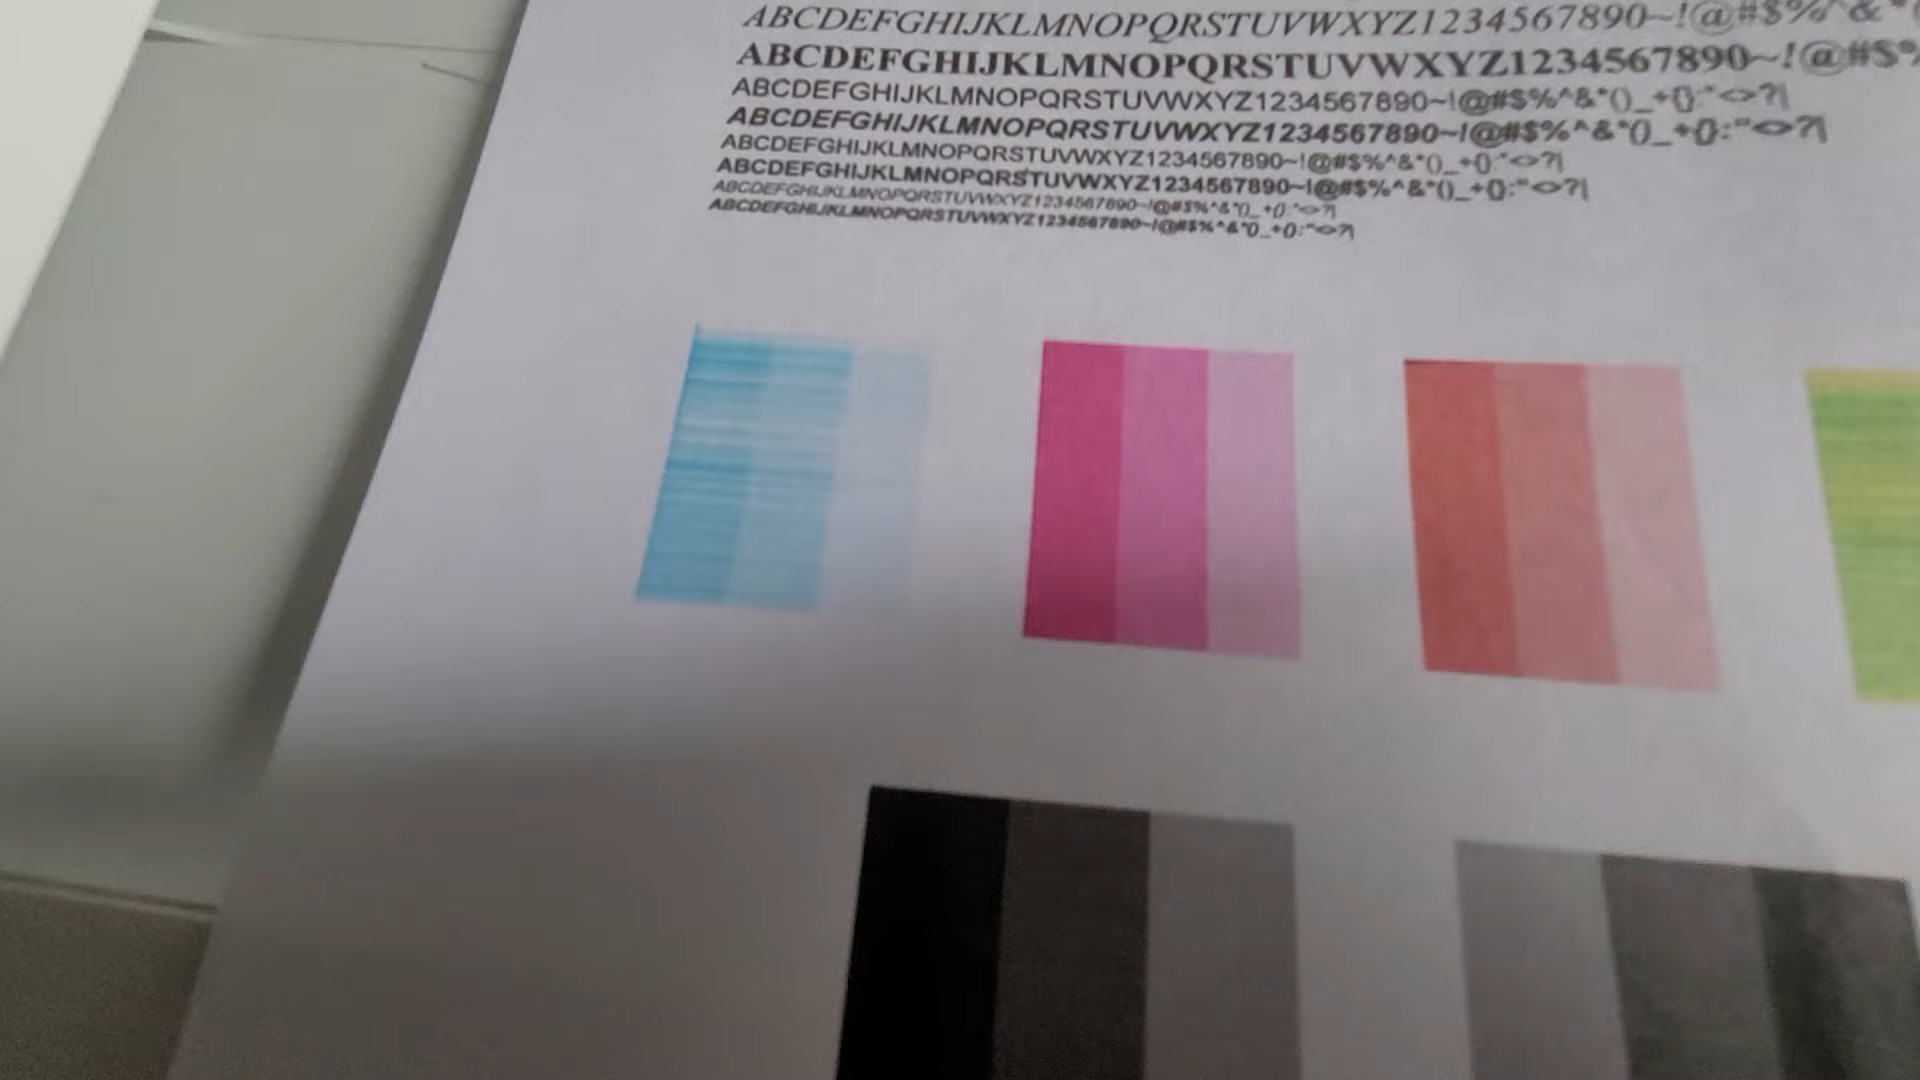 ABCDEFGHIJKLMNOPQRSTUVWXYZ1234567890~!@#$%^&*(
ABCDEFGHIJKLMNOPQRSTUVWXYZ1234567890~!@#$%
ABCDEFGHIJKLMNOPQRSTUVWXYZ1234567890~!@#$%^&*()_+{}:"<>?|
ABCDEFGHIJKLMNOPQRSTUVWXYZ1234567890~!@#$%^&*()_+{}:"<>?|
ABCDEFGHIJKLMNOPQRSTUVWXYZ1234567890~!@#$%^&*()_+{}:"<>?|
ABCDEFGHIJKLMNOPQRSTUVWXYZ1234567890~!@#$%^&*()_+{}:"<>?|
ABCDEFGHIJKLMNOPQRSTUVWXYZ1234567890~!@#$%^&*()_+{}:"<>?|
ABCDEFGHIJKLMNOPQRSTUVWXYZ1234567890~!@#$%^&*()_+{}:"<>?|